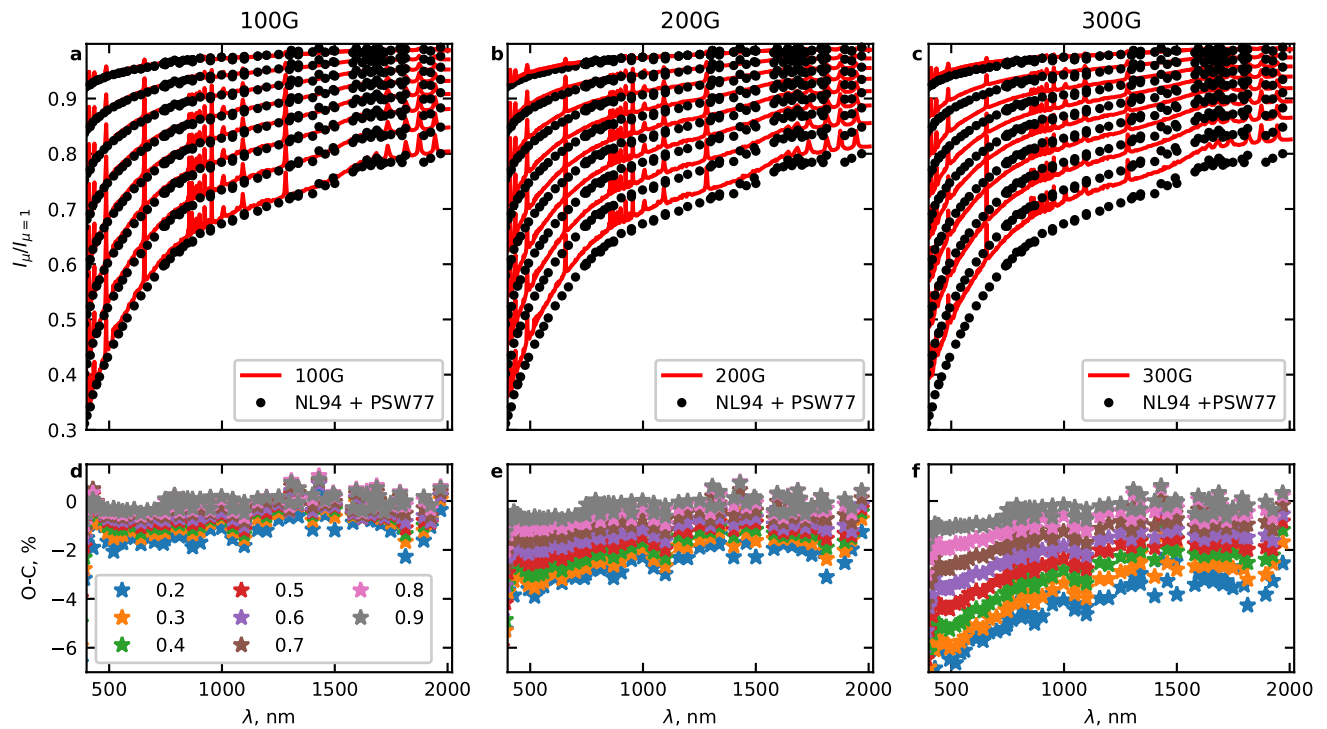 100G 200G 300G
a b c
0.9
0.8
0.7
0.6
0.5
0.4
0.3
I_μ/I_{μ=1}
100G
NL94 + PSW77
200G
NL94 + PSW77
300G
NL94 +PSW77
d e f
0
−2
−4
−6
O-C, %
0.2 0.5 0.8
0.3 0.6 0.9
0.4 0.7
500 1000 1500 2000 500 1000 1500 2000 500 1000 1500 2000
λ, nm λ, nm λ, nm